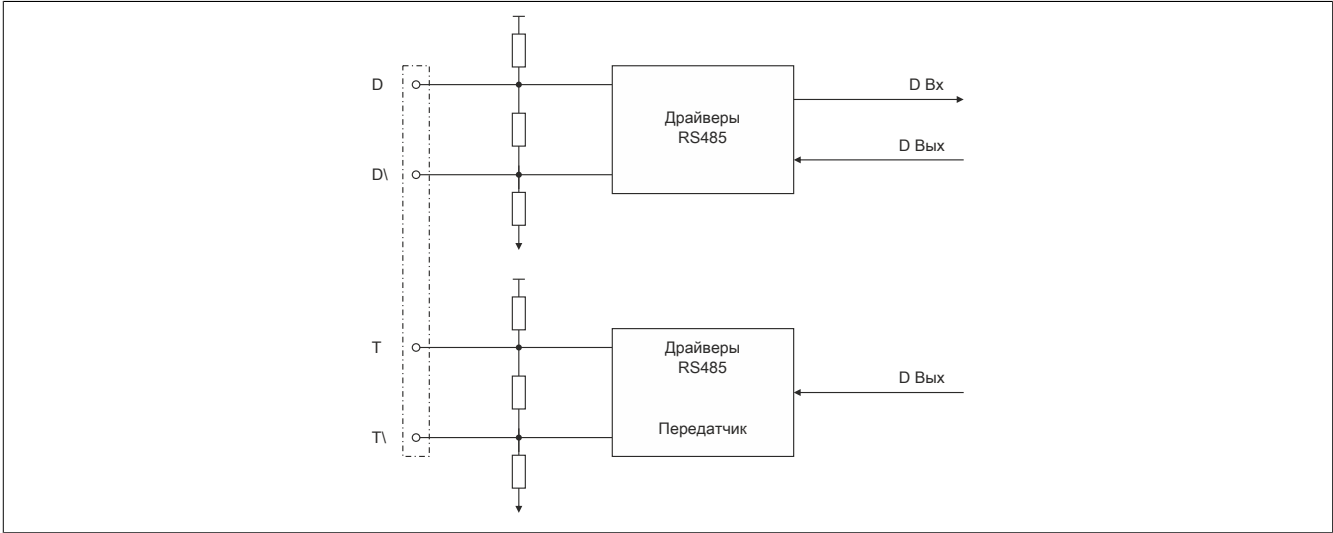 D
D Вх
Драйверы
RS485
D Вых
D\
T
Драйверы
RS485
D Вых
Передатчик
T\